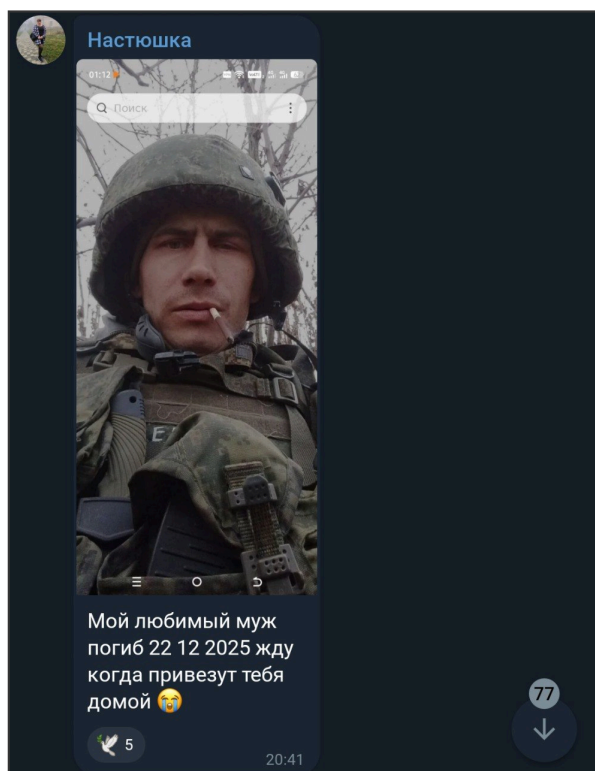 Настюшка
01:12
Поиск
Мой любимый муж
погиб 22 12 2025 жду
когда привезут тебя
домой 😭
🕊 5
20:41
77